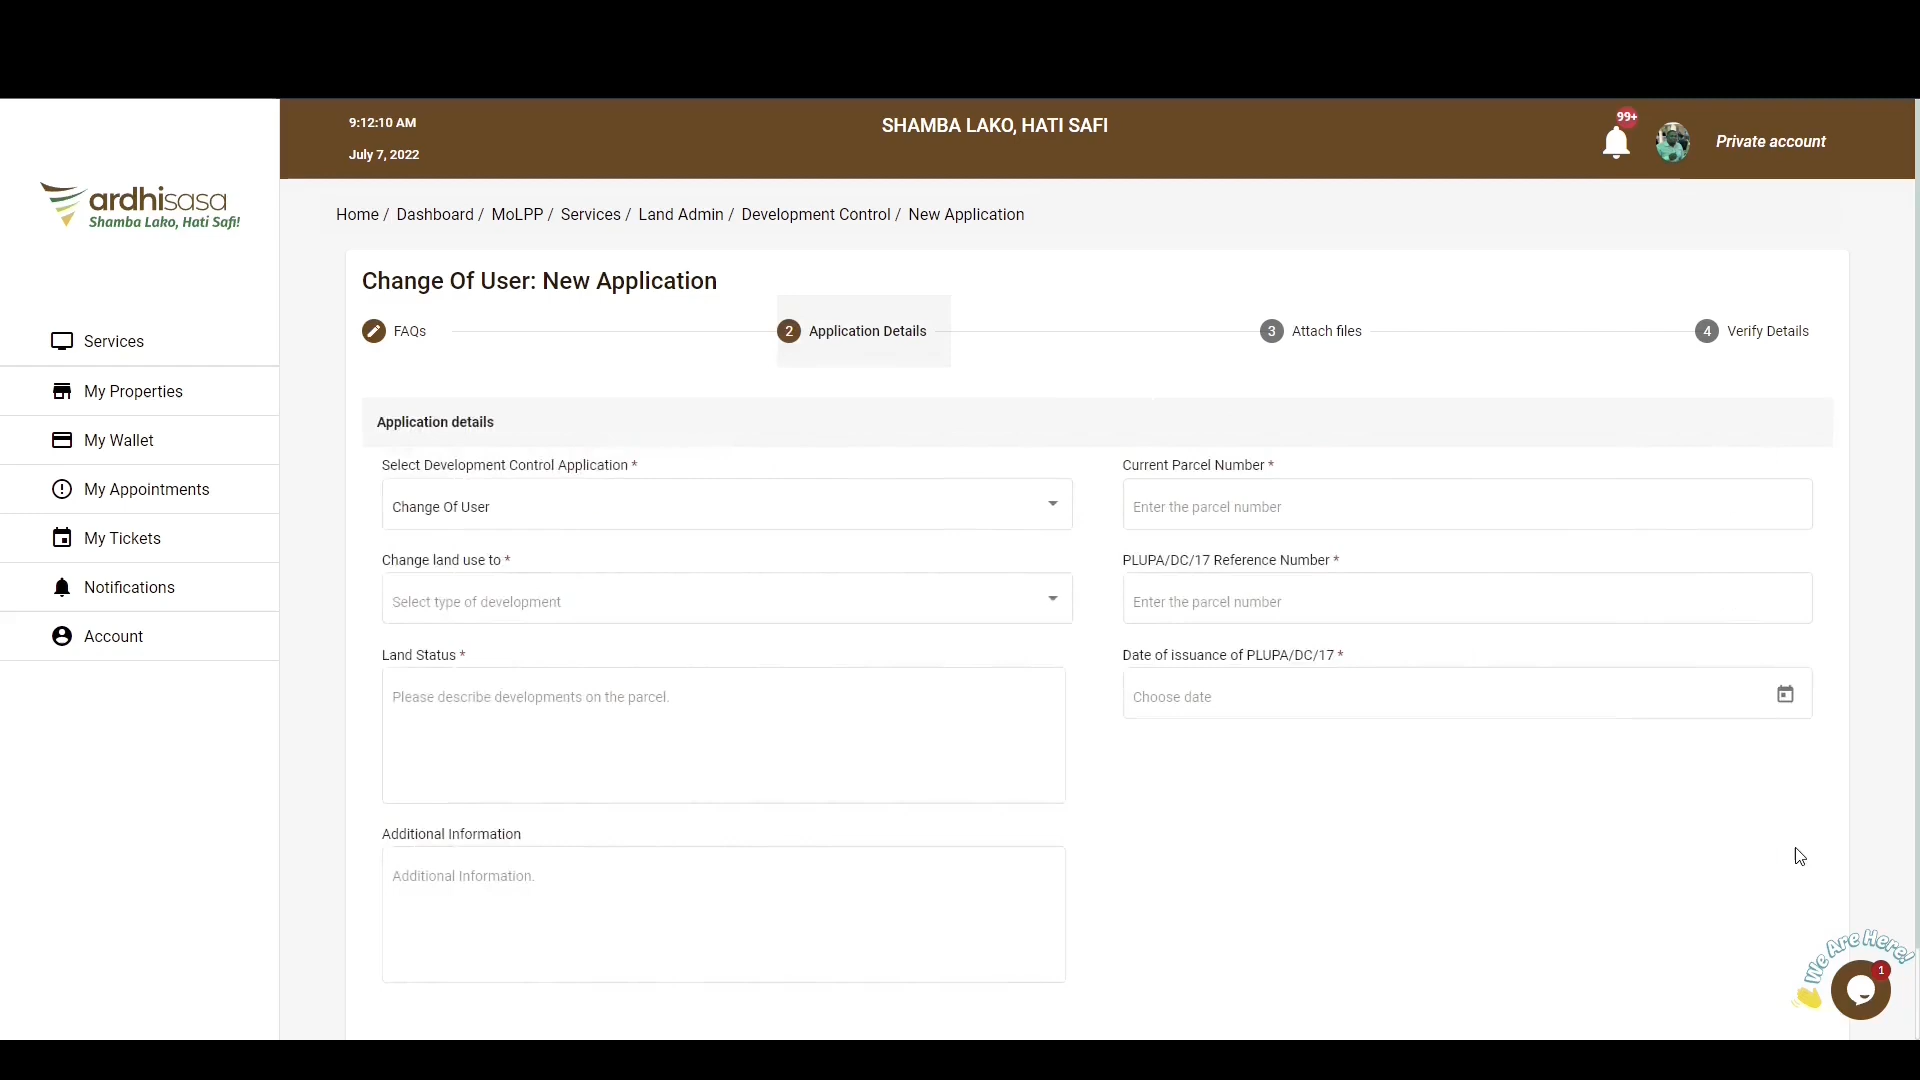 9:12:10 AM
July 7, 2022
SHAMBA LAKO, HATI SAFI
99+
Private account
ardhisasa
Shamba Lako, Hati Safi!
Services
My Properties
My Wallet
My Appointments
My Tickets
Notifications
Account
Home / Dashboard / MoLPP / Services / Land Admin / Development Control / New Application
Change Of User: New Application
FAQs
2 Application Details
3 Attach files
4 Verify Details
Application details
Select Development Control Application *
Change Of User
Current Parcel Number *
Enter the parcel number
Change land use to *
Select type of development
PLUPA/DC/17 Reference Number *
Enter the parcel number
Land Status *
Please describe developments on the parcel.
Date of issuance of PLUPA/DC/17 *
Choose date
Additional Information
Additional Information.
We Are Here!
1